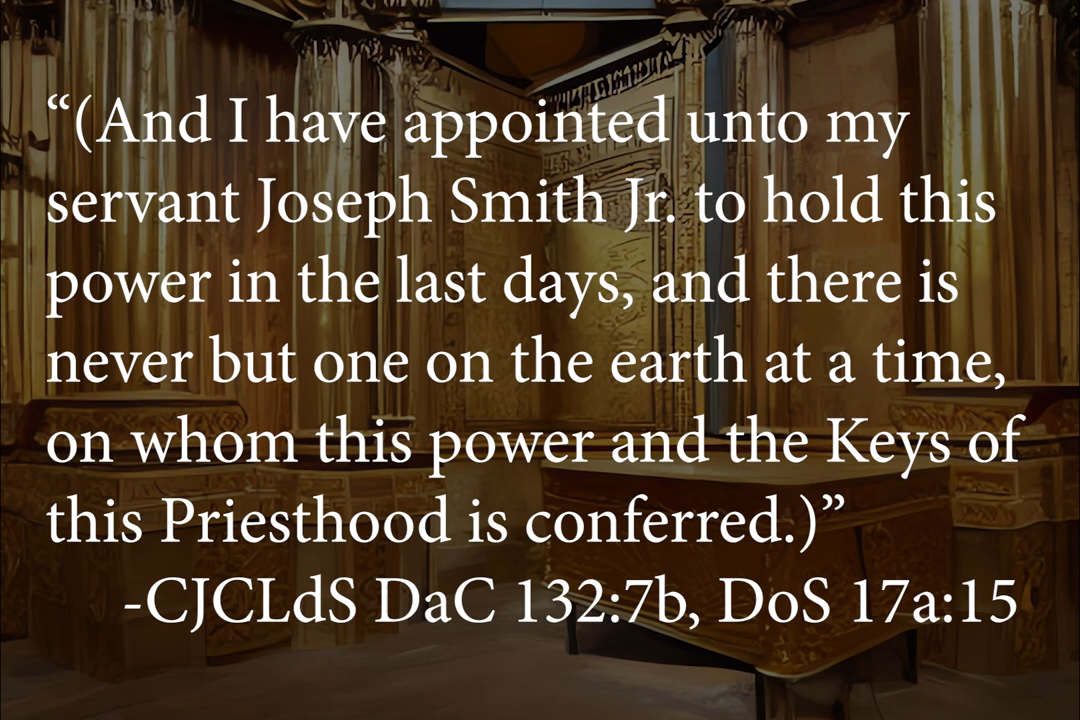 “(And I have appointed unto my
servant Joseph Smith Jr. to hold this
power in the last days, and there is
never but one on the earth at a time,
on whom this power and the Keys of
this Priesthood is conferred.)”
-CJCLdS DaC 132:7b, DoS 17a:15